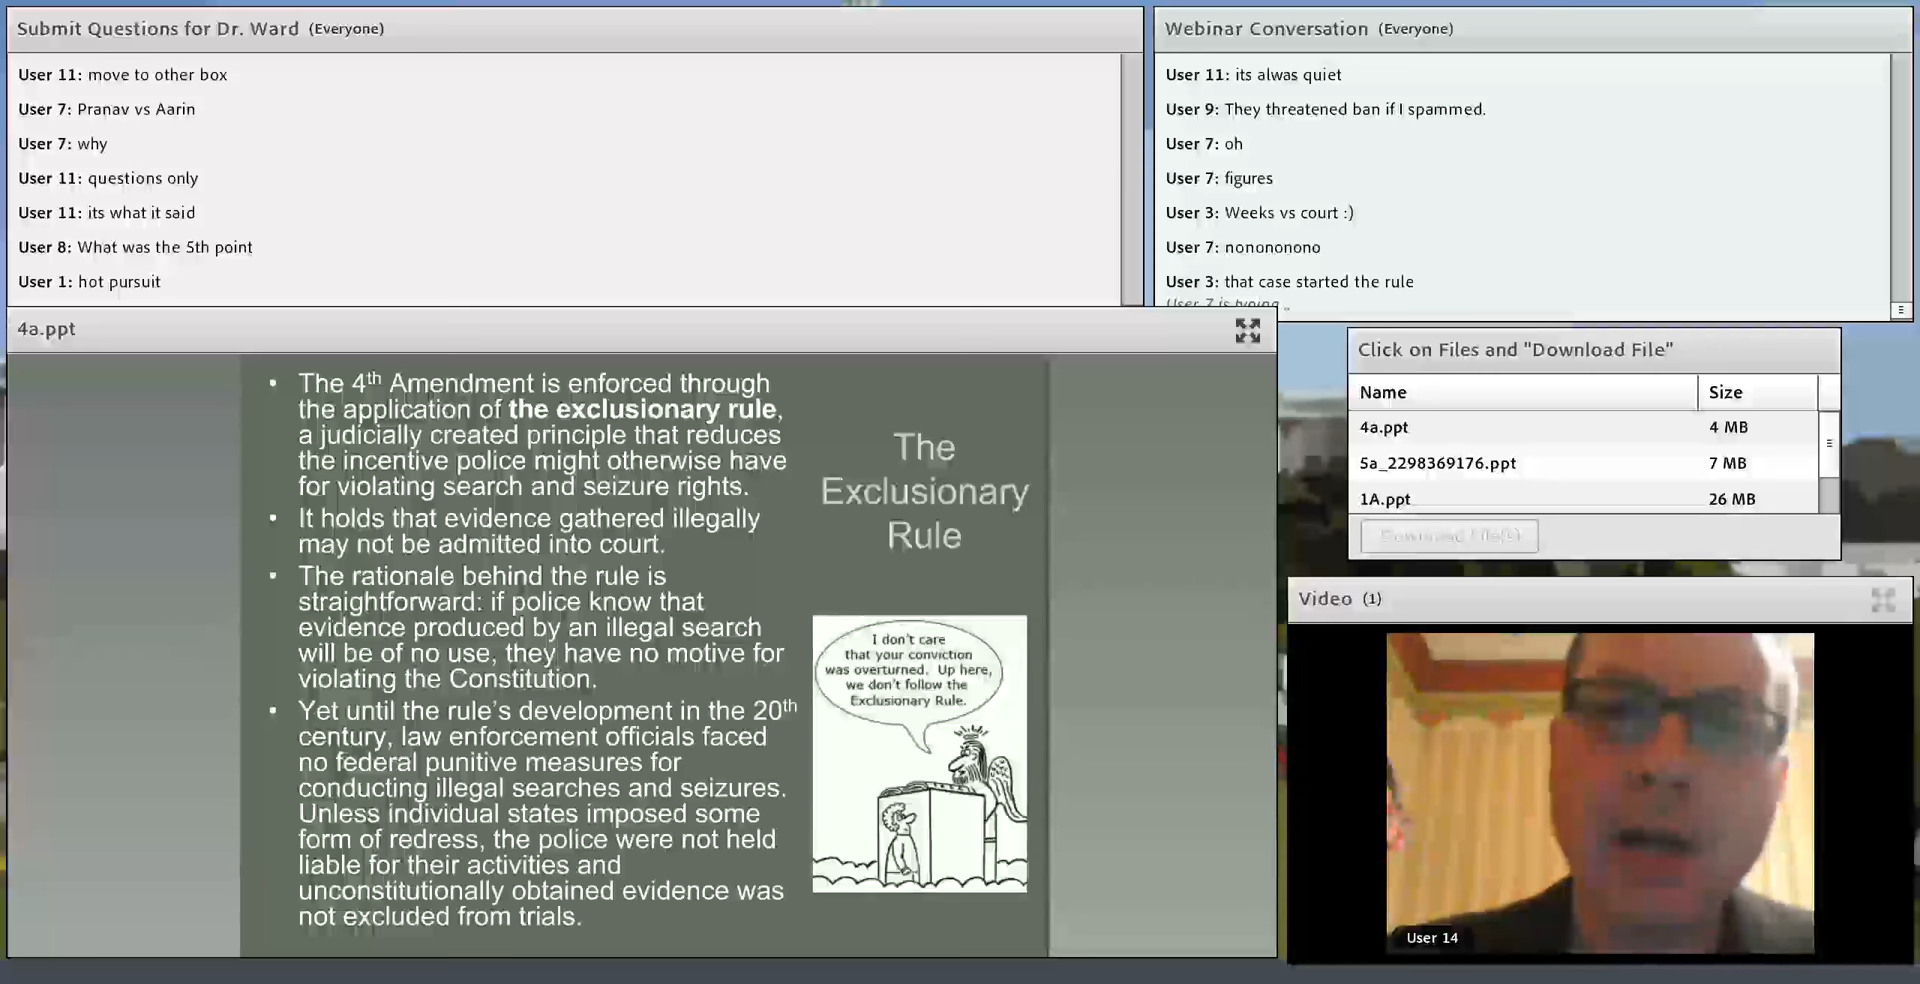 Submit Questions for Dr. Ward (Everyone)
User 11: move to other box
User 7: Pranav vs Aarin
User 7: why
User 11: questions only
User 11: its what it said
User 8: What was the 5th point
User 1: hot pursuit
Webinar Conversation (Everyone)
User 11: its alwas quiet
User 9: They threatened ban if I spammed.
User 7: oh
User 7: figures
User 3: Weeks vs court :)
User 7: nonononono
User 3: that case started the rule
User 7 is typing
4a.ppt
• The 4th Amendment is enforced through
the application of the exclusionary rule,
a judicially created principle that reduces
the incentive police might otherwise have
for violating search and seizure rights.
• It holds that evidence gathered illegally
may not be admitted into court.
• The rationale behind the rule is
straightforward: if police know that
evidence produced by an illegal search
will be of no use, they have no motive for
violating the Constitution.
• Yet until the rule's development in the 20th
century, law enforcement officials faced
no federal punitive measures for
conducting illegal searches and seizures.
Unless individual states imposed some
form of redress, the police were not held
liable for their activities and
unconstitutionally obtained evidence was
not excluded from trials.
The
Exclusionary
Rule
I don't care
that your conviction
was overturned. Up here,
we don't follow the
Exclusionary Rule.
Click on Files and "Download File"
Name Size
4a.ppt 4 MB
5a_2298369176.ppt 7 MB
1A.ppt 26 MB
Download File(s)
Video (1)
User 14